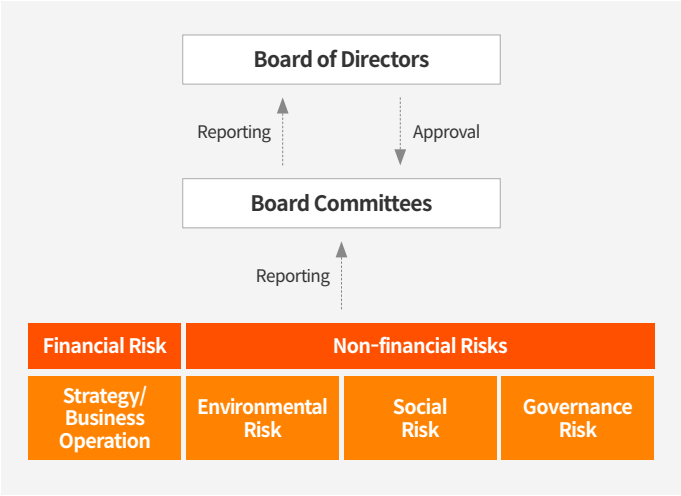 Board of Directors
Reporting
Approval
Board Committees
Reporting
Financial Risk
Non-financial Risks
Strategy/
Business
Operation
Environmental
Risk
Social
Risk
Governance
Risk